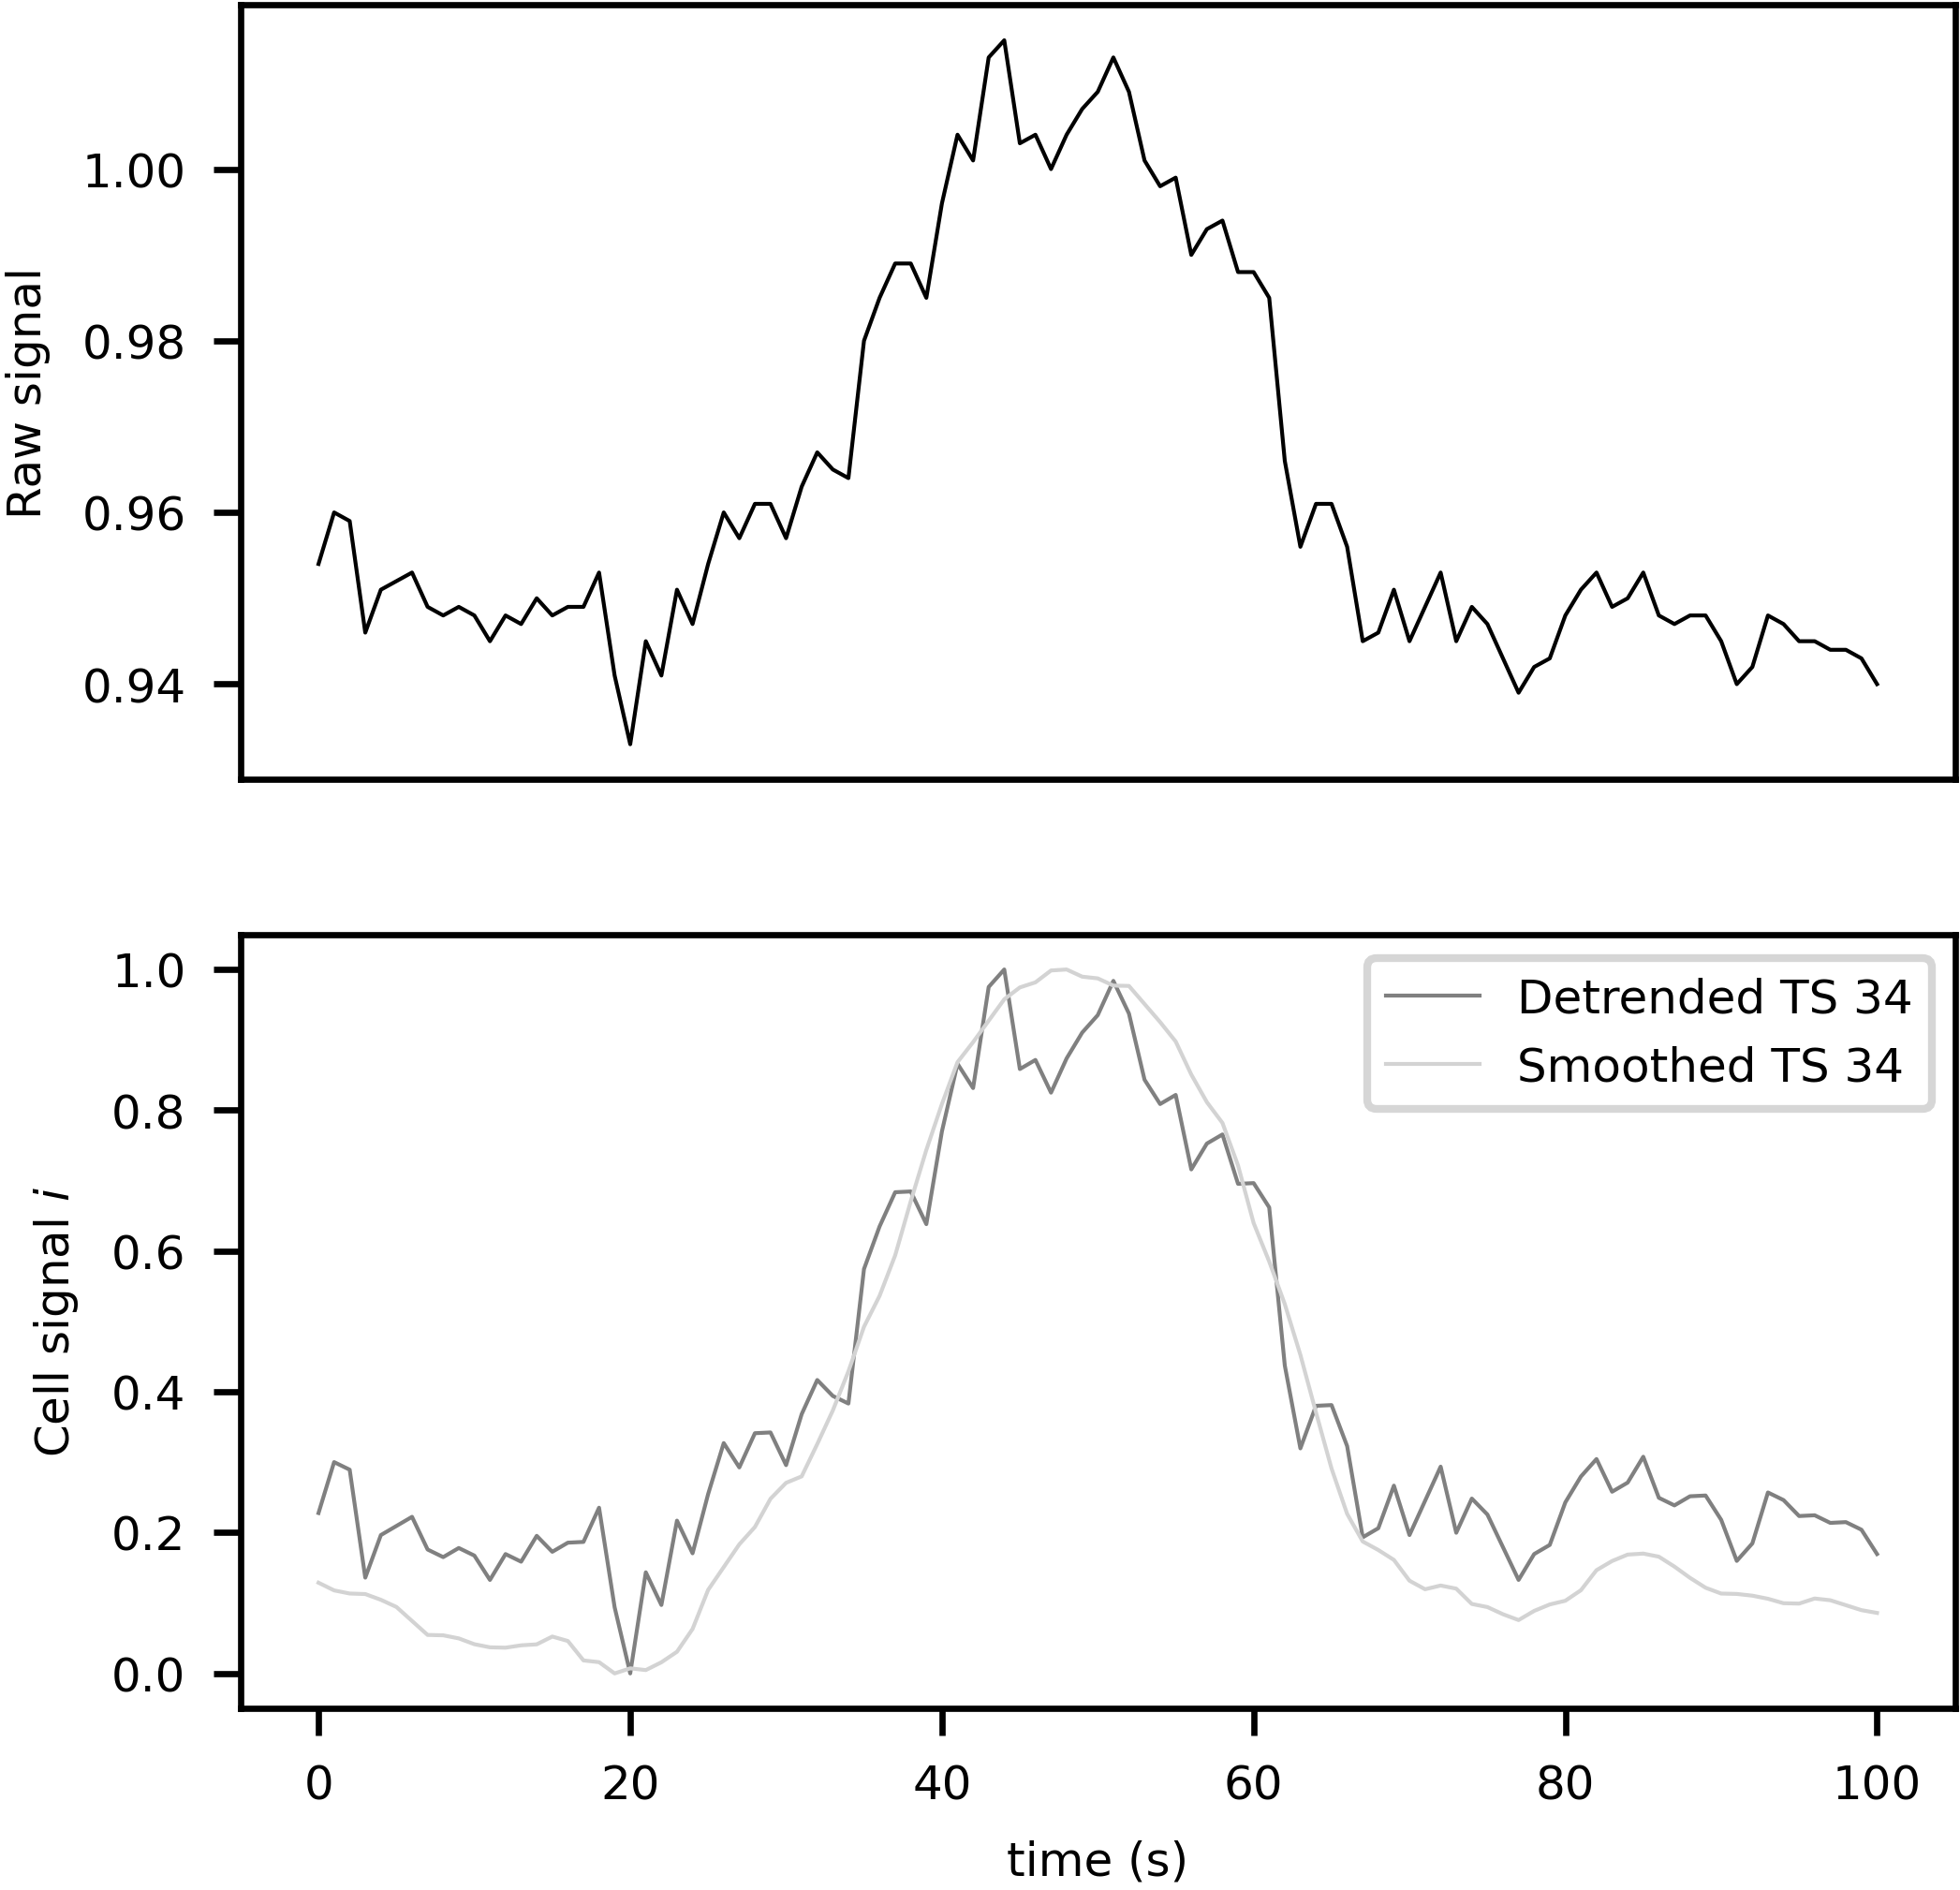 Raw signal
1.00
0.98
0.96
0.94
Cell signal i
1.0
0.8
0.6
0.4
0.2
0.0
Detrended TS 34
Smoothed TS 34
0 20 40 60 80 100
time (s)